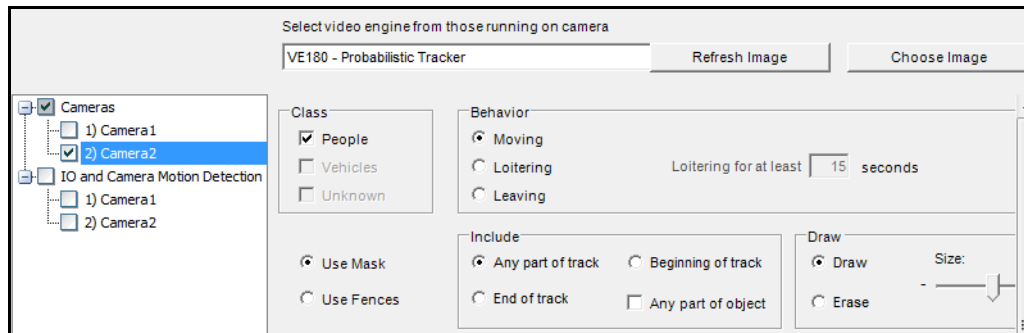 Select video engine from those running on camera
VE180 - Probabilistic Tracker
Refresh Image
Choose Image
Cameras
1) Camera1
2) Camera2
IO and Camera Motion Detection
1) Camera1
2) Camera2
Class
People
Vehicles
Unknown
Behavior
Moving
Loitering
Loitering for at least 15 seconds
Leaving
Use Mask
Use Fences
Include
Any part of track
Beginning of track
End of track
Any part of object
Draw
Draw
Erase
Size:
-